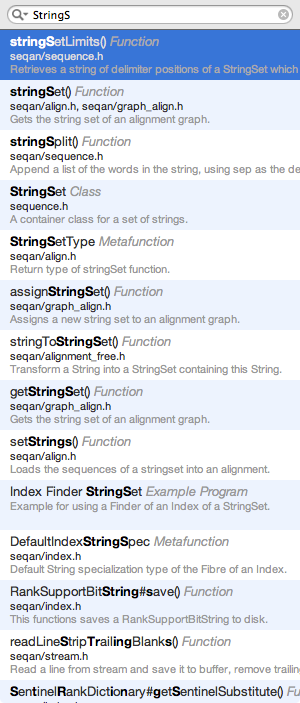 StringS
stringSetLimits() Function
seqan/sequence.h
Retrieves a string of delimiter positions of a StringSet which
stringSet() Function
seqan/align.h, seqan/graph_align.h
Gets the string set of an alignment graph.
stringSplit() Function
seqan/sequence.h
Append a list of the words in the string, using sep as the de
StringSet Class
sequence.h
A container class for a set of strings.
StringSetType Metafunction
seqan/align.h
Return type of stringSet function.
assignStringSet() Function
seqan/graph_align.h
Assigns a new string set to an alignment graph.
stringToStringSet() Function
seqan/alignment_free.h
Transform a String into a StringSet containing this String.
getStringSet() Function
seqan/graph_align.h
Gets the string set of an alignment graph.
setStrings() Function
seqan/align.h
Loads the sequences of a stringset into an alignment.
Index Finder StringSet Example Program
Example for using a Finder of an Index of a StringSet.
DefaultIndexStringSpec Metafunction
seqan/index.h
Default String specialization type of the Fibre of an Index.
RankSupportBitString#save() Function
seqan/index.h
This functions saves a RankSupportBitString to disk.
readLineStripTrailingBlanks() Function
seqan/stream.h
Read a line from stream and save it to buffer, remove trailing
SentinelRankDictionary#getSentinelSubstitute() Fu